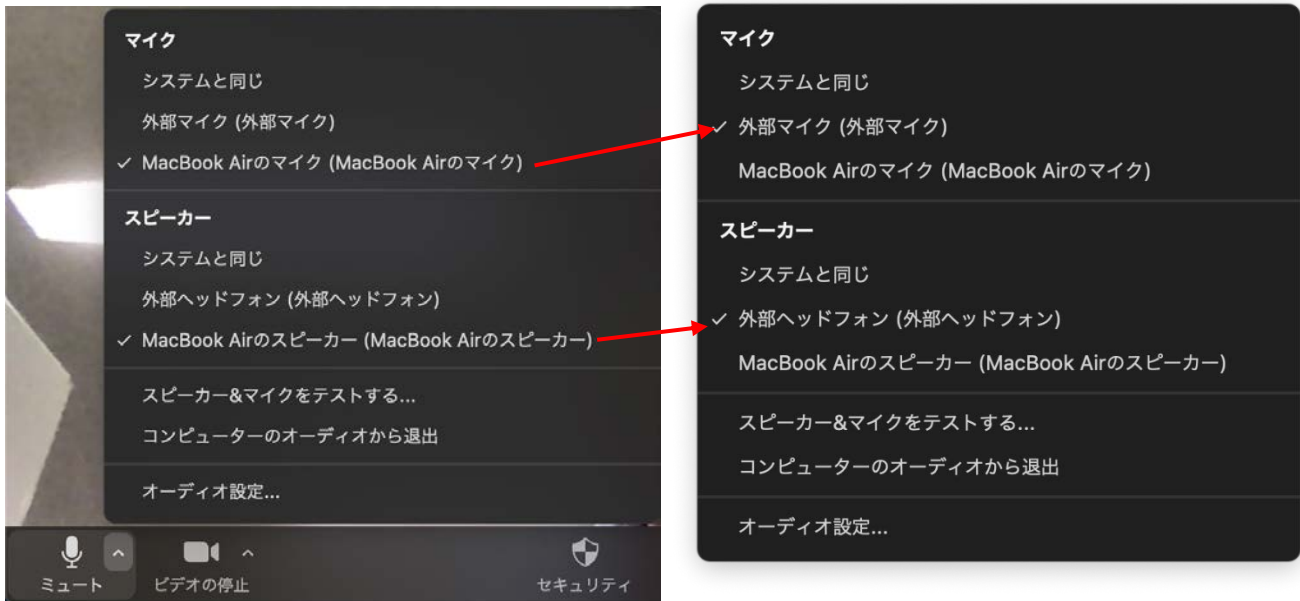 マイク
システムと同じ
外部マイク (外部マイク)
✓ MacBook Airのマイク (MacBook Airのマイク)
スピーカー
システムと同じ
外部ヘッドフォン (外部ヘッドフォン)
✓ MacBook Airのスピーカー (MacBook Airのスピーカー)
スピーカー&マイクをテストする...
コンピューターのオーディオから退出
オーディオ設定...
ミュート
ビデオの停止
セキュリティ
マイク
システムと同じ
✓ 外部マイク (外部マイク)
MacBook Airのマイク (MacBook Airのマイク)
スピーカー
システムと同じ
✓ 外部ヘッドフォン (外部ヘッドフォン)
MacBook Airのスピーカー (MacBook Airのスピーカー)
スピーカー&マイクをテストする...
コンピューターのオーディオから退出
オーディオ設定...